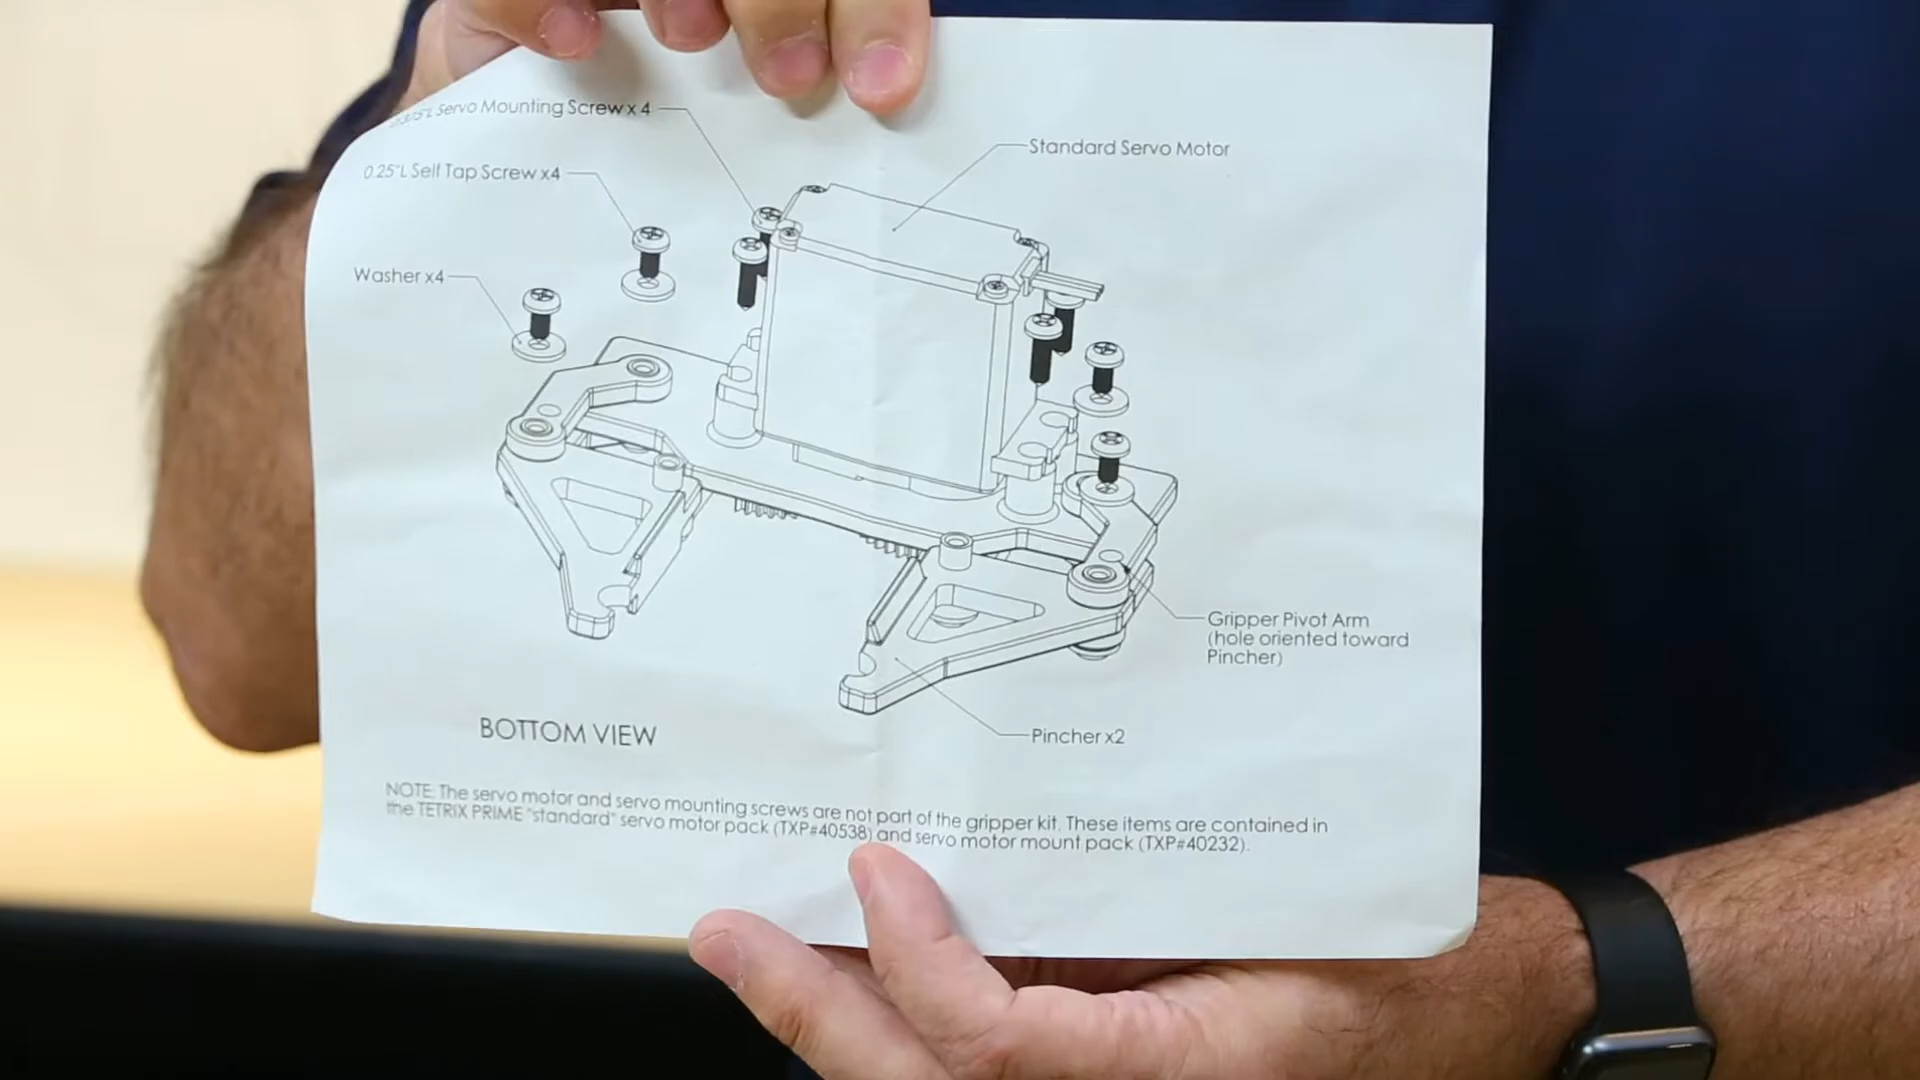 Servo Mounting Screw x 4
Standard Servo Motor
0.25"L Self Tap Screw x4
Washer x4
Gripper Pivot Arm
(hole oriented toward
Pincher)
BOTTOM VIEW
Pincher x2
NOTE: The servo motor and servo mounting screws are not part of the gripper kit. These items are contained in
the TETRIX PRIME "standard" servo motor pack (TXP#40538) and servo motor mount pack (TXP#40232).